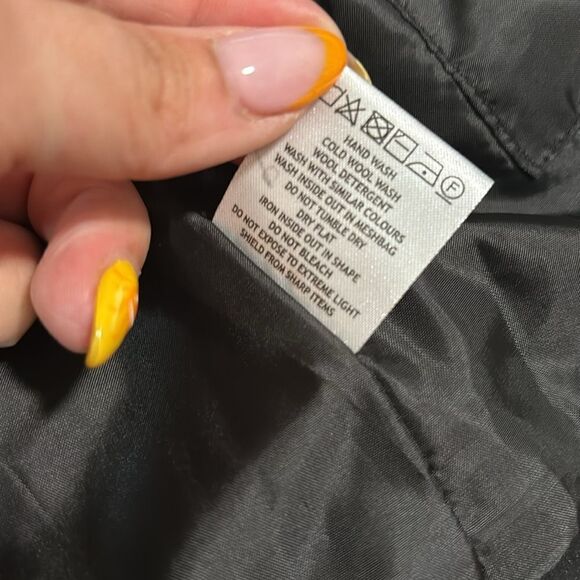 HAND WASH
COLD WOOL WASH
WOOL DETERGENT
WASH WITH SIMILAR COLOURS
WASH INSIDE OUT IN MESHBAG
DO NOT TUMBLE DRY
DRY FLAT
IRON INSIDE OUT IN SHAPE
DO NOT BLEACH
DO NOT EXPOSE TO EXTREME LIGHT
SHIELD FROM SHARP ITEMS
F